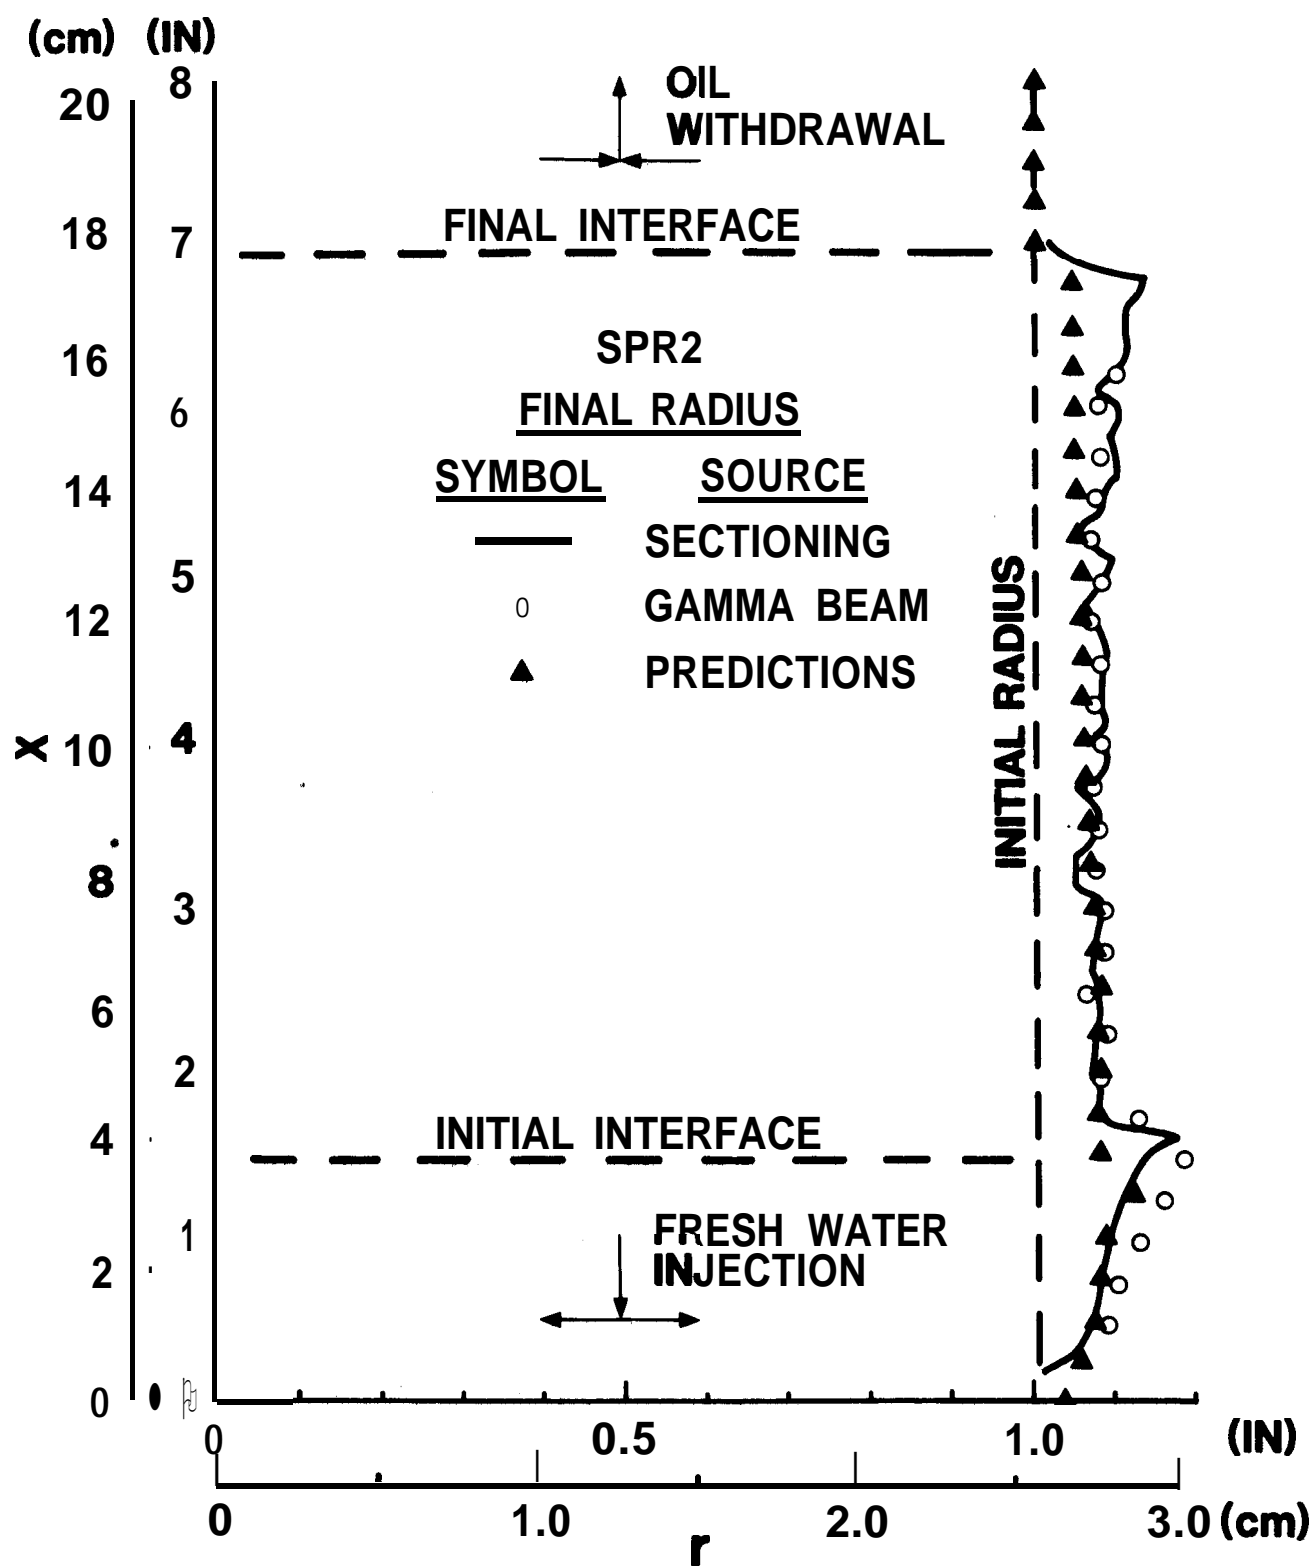 (cm) (IN)
8
20
OIL
WITHDRAWAL
18
7
FINAL INTERFACE
16
SPR2
6
FINAL RADIUS
SYMBOL SOURCE
14
SECTIONING
5
12
GAMMA BEAM
PREDICTIONS
INITIAL RADIUS
X 10 4
8
3
6
2
4
INITIAL INTERFACE
1
FRESH WATER
INJECTION
2
0 0
0 0.5 1.0 (IN)
0 1.0 2.0 3.0 (cm)
r